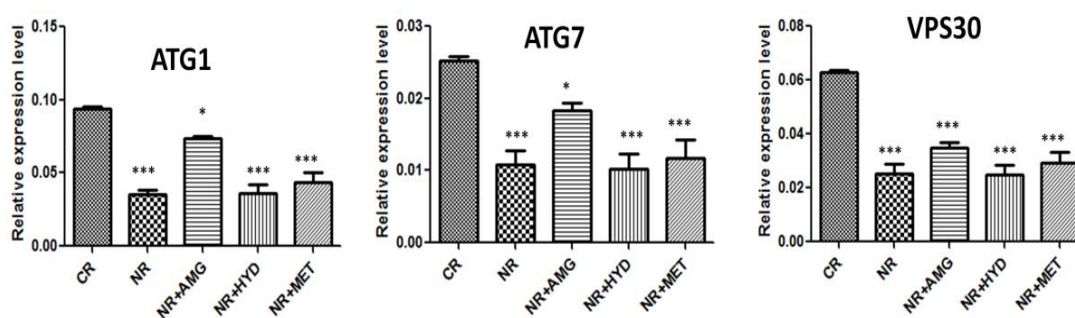 ATG1
Relative expression level
0.15
0.10
0.05
0.00
*
***
***
***
CR
NR
NR+AMG
NR+HYD
NR+MET
ATG7
Relative expression level
0.03
0.02
0.01
0.00
***
*
***
***
CR
NR
NR+AMG
NR+HYD
NR+MET
VPS30
Relative expression level
0.08
0.06
0.04
0.02
0.00
***
***
***
***
CR
NR
NR+AMG
NR+HYD
NR+MET